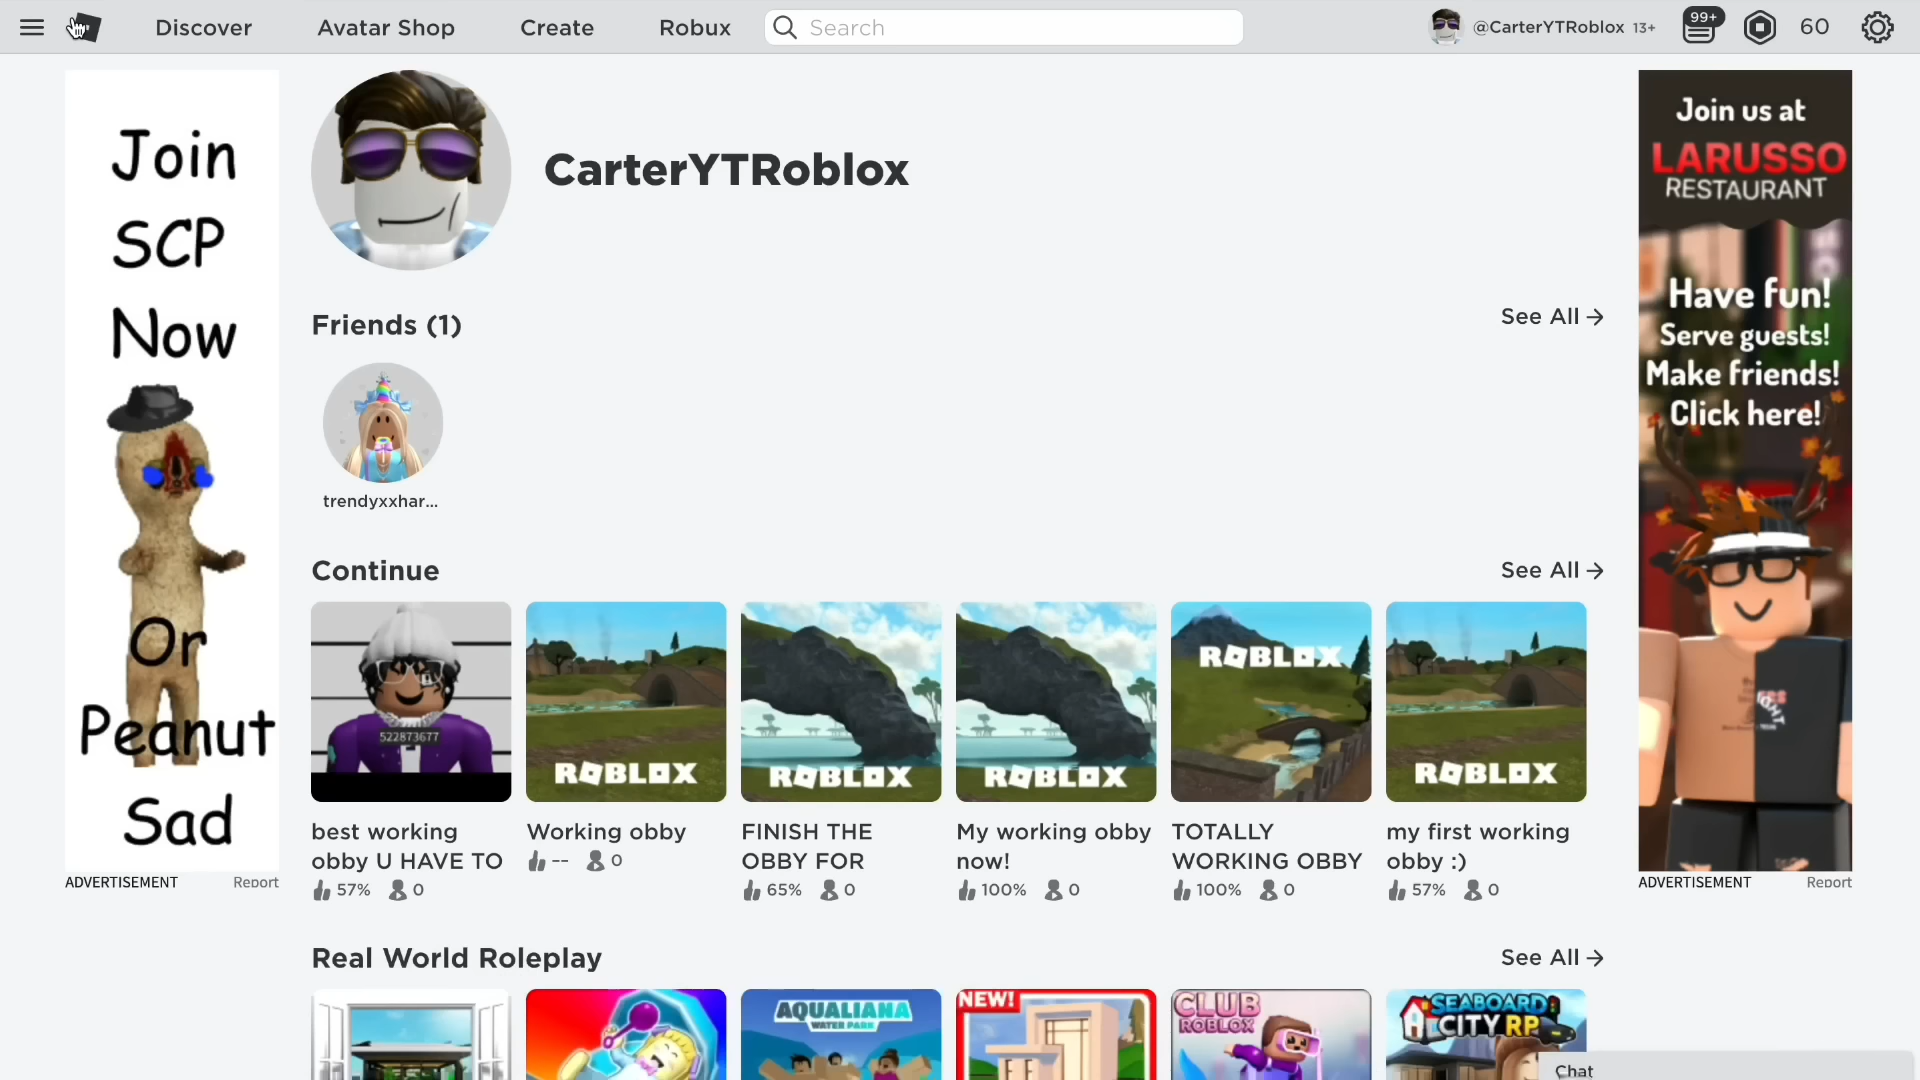 Discover
Avatar Shop
Create
Robux
Search
@CarterYTRoblox 13+
99+
60
Join
SCP
Now
Or
Peanut
Sad
ADVERTISEMENT
Report
CarterYTRoblox
Friends (1)
See All →
trendyxxhar...
Continue
See All →
522873677
ROBLOX
ROBLOX
ROBLOX
ROBLOX
ROBLOX
best working
obby U HAVE TO
57% 0
Working obby
-- 0
FINISH THE
OBBY FOR
65% 0
My working obby
now!
100% 0
TOTALLY
WORKING OBBY
100% 0
my first working
obby :)
57% 0
Real World Roleplay
See All →
AQUALIANA
WATER PARK
NEW!
CLUB
ROBLOX
SEABOARD
CITY RP
Chat
Join us at
LARUSSO
RESTAURANT
Have fun!
Serve guests!
Make friends!
Click here!
ADVERTISEMENT
Report